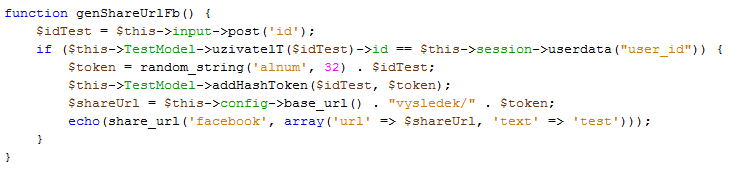 function genShareUrlFb() {
$idTest = $this->input->post('id');
if ($this->TestModel->uzivatelT($idTest)->id == $this->session->userdata("user_id")) {
$token = random_string('alnum', 32) . $idTest;
$this->TestModel->addHashToken($idTest, $token);
$shareUrl = $this->config->base_url() . "vysledek/" . $token;
echo(share_url('facebook', array('url' => $shareUrl, 'text' => 'test')));
}
}